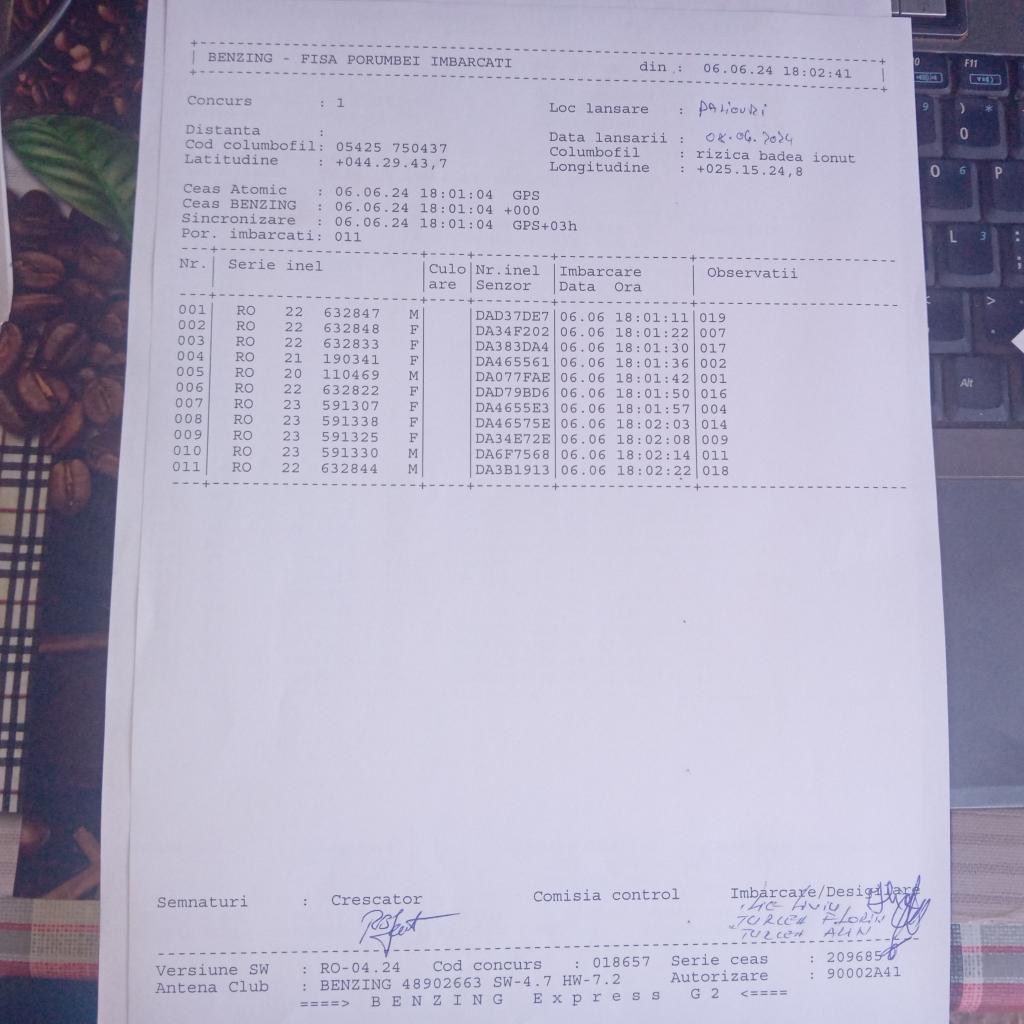 BENZING - FISA PORUMBEI IMBARCATI din : 06.06.24 18:02:41
Concurs : 1 Loc lansare : PALIOURI
Distanta : Data lansarii : 08.06.2024
Cod columbofil: 05425 750437 Columbofil : rizica badea ionut
Latitudine : +044.29.43,7 Longitudine : +025.15.24,8
Ceas Atomic : 06.06.24 18:01:04 GPS
Ceas BENZING : 06.06.24 18:01:04 +000
Sincronizare : 06.06.24 18:01:04 GPS+03h
Por. imbarcati: 011
Nr. Serie inel Culo Nr.inel Imbarcare Observatii
are Senzor Data Ora
001 RO 22 632847 M DAD37DE7 06.06 18:01:11 019
002 RO 22 632848 F DA34F202 06.06 18:01:22 007
003 RO 22 632833 F DA383DA4 06.06 18:01:30 017
004 RO 21 190341 F DA465561 06.06 18:01:36 002
005 RO 20 110469 M DA077FAE 06.06 18:01:42 001
006 RO 22 632822 F DAD79BD6 06.06 18:01:50 016
007 RO 23 591307 F DA4655E3 06.06 18:01:57 004
008 RO 23 591338 F DA46575E 06.06 18:02:03 014
009 RO 23 591325 F DA34E72E 06.06 18:02:08 009
010 RO 23 591330 M DA6F7568 06.06 18:02:14 011
011 RO 22 632844 M DA3B1913 06.06 18:02:22 018
Semnaturi : Crescator Comisia control Imbarcare/Desigilare
ILIE LIVIU
TURCEA FLORIN
TURCEA ALIN
Versiune SW : RO-04.24 Cod concurs : 018657 Serie ceas : 209685
Antena Club : BENZING 48902663 SW-4.7 HW-7.2 Autorizare : 90002A41
====> BENZING Express G2 <====
F11
9 ) * 0
O 6 P
L 3 ; :
< >
Alt